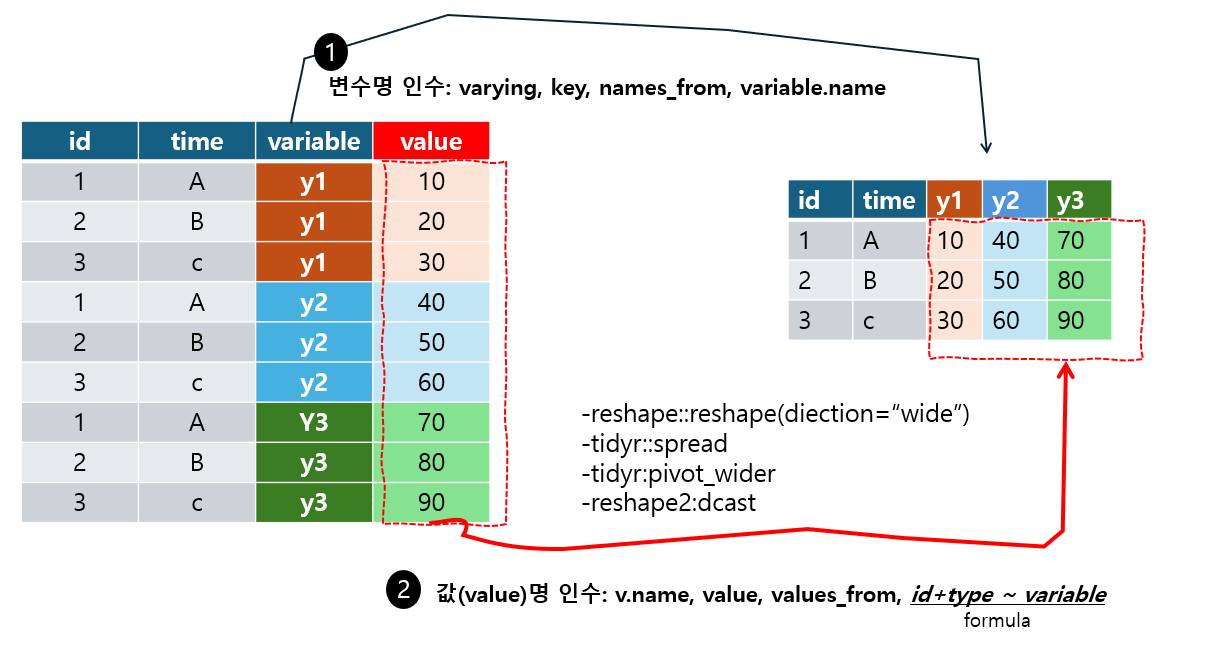 1
변수명 인수: varying, key, names_from, variable.name
id time variable value
1 A y1 10
2 B y1 20
3 c y1 30
1 A y2 40
2 B y2 50
3 c y2 60
1 A Y3 70
2 B y3 80
3 c y3 90
id time y1 y2 y3
1 A 10 40 70
2 B 20 50 80
3 c 30 60 90
-reshape::reshape(diection=“wide”)
-tidyr::spread
-tidyr:pivot_wider
-reshape2:dcast
2 값(value)명 인수: v.name, value, values_from, id+type ~ variable
formula